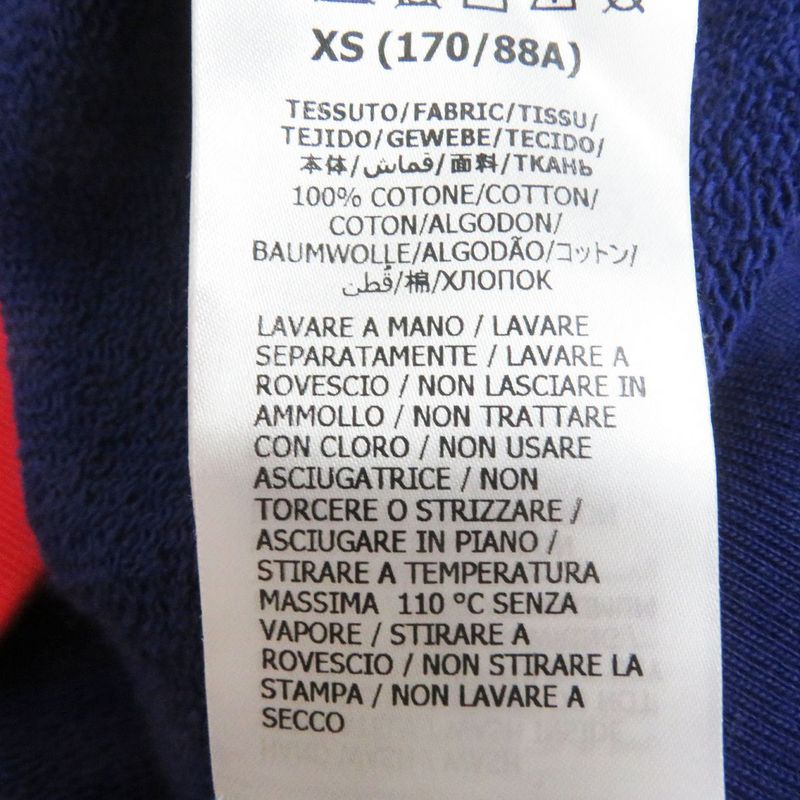 XS (170/88A)
TESSUTO/FABRIC/TISSU/
TEJIDO/GEWEBE/TECIDO/
本体/قماش/面料/ТКАНЬ
100% COTONE/COTTON/
COTON/ALGODON/
BAUMWOLLE/ALGODÃO/コットン/
قُطن/棉/ХЛОПОК
LAVARE A MANO / LAVARE
SEPARATAMENTE / LAVARE A
ROVESCIO / NON LASCIARE IN
AMMOLLO / NON TRATTARE
CON CLORO / NON USARE
ASCIUGATRICE / NON
TORCERE O STRIZZARE /
ASCIUGARE IN PIANO /
STIRARE A TEMPERATURA
MASSIMA 110 °C SENZA
VAPORE / STIRARE A
ROVESCIO / NON STIRARE LA
STAMPA / NON LAVARE A
SECCO